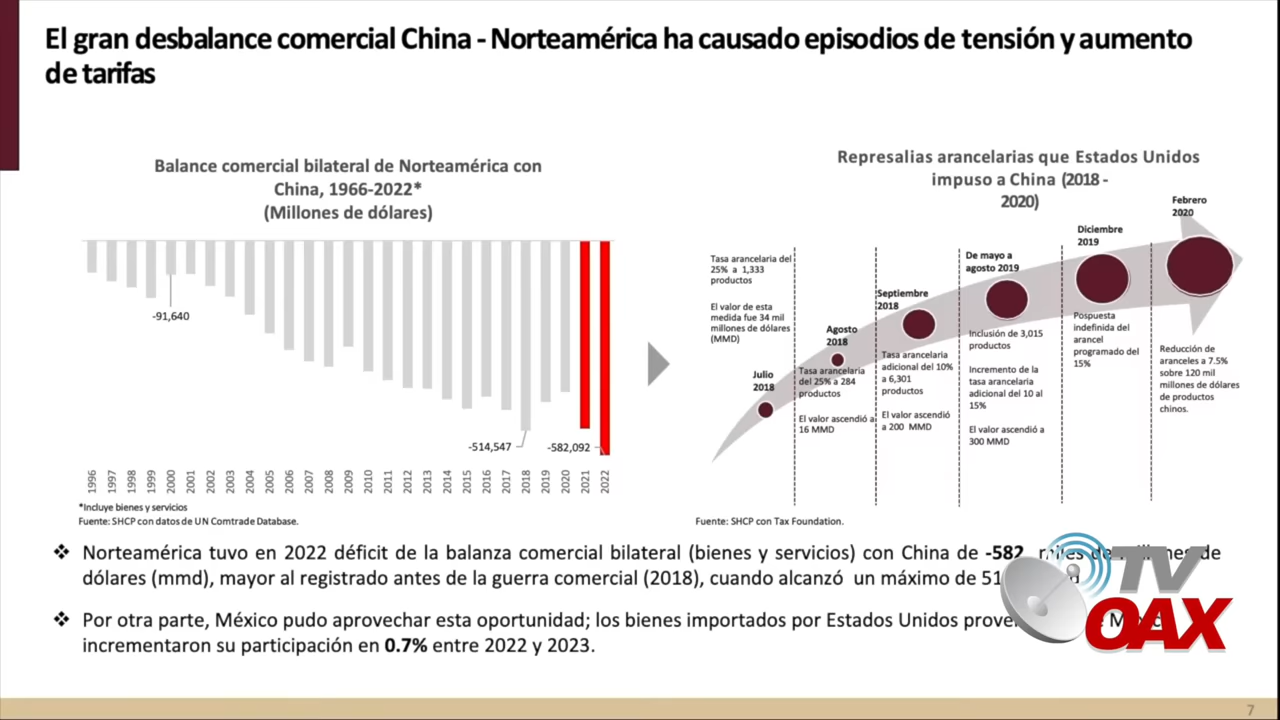 El gran desbalance comercial China - Norteamérica ha causado episodios de tensión y aumento
de tarifas
Balance comercial bilateral de Norteamérica con
China, 1966-2022*
(Millones de dólares)
-91,640
-514,547
-582,092
1996
1997
1998
1999
2000
2001
2002
2003
2004
2005
2006
2007
2008
2009
2010
2011
2012
2013
2014
2015
2016
2017
2018
2019
2020
2021
2022
*Incluye bienes y servicios
Fuente: SHCP con datos de UN Comtrade Database.
Represalias arancelarias que Estados Unidos
impuso a China (2018 -
2020)
Tasa arancelaria del
25% a 1,333
productos
El valor de esta
medida fue 34 mil
millones de dólares
(MMD)
Julio
2018
Agosto
2018
Tasa arancelaria
del 25% a 284
productos
El valor ascendió a
16 MMD
Septiembre
2018
Tasa arancelaria
adicional del 10%
a 6,301
productos
El valor ascendió
a 200 MMD
De mayo a
agosto 2019
Inclusión de 3,015
productos
Incremento de la
tasa arancelaria
adicional del 10 al
15%
El valor ascendió a
300 MMD
Diciembre
2019
Pospuesta
indefinida del
arancel
programado del
15%
Febrero
2020
Reducción de
aranceles a 7.5%
sobre 120 mil
millones de dólares
de productos
chinos.
Fuente: SHCP con Tax Foundation.
❖ Norteamérica tuvo en 2022 déficit de la balanza comercial bilateral (bienes y servicios) con China de -582 miles de millones de
dólares (mmd), mayor al registrado antes de la guerra comercial (2018), cuando alcanzó un máximo de 51
❖ Por otra parte, México pudo aprovechar esta oportunidad; los bienes importados por Estados Unidos
incrementaron su participación en 0.7% entre 2022 y 2023.
TV
OAX
7